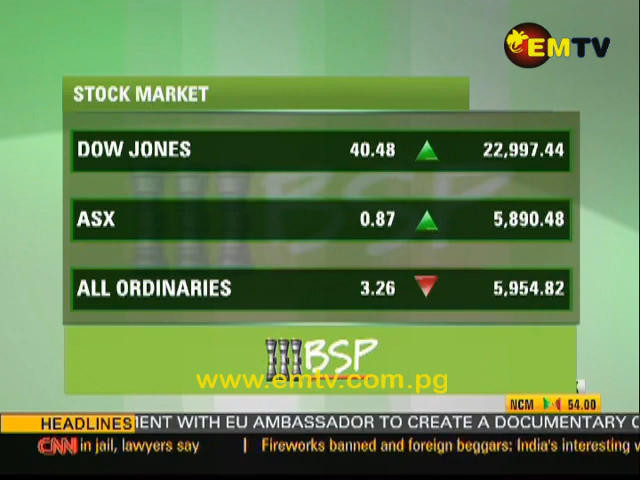 EMTV
STOCK MARKET
DOW JONES 40.48 22,997.44
ASX 0.87 5,890.48
ALL ORDINARIES 3.26 5,954.82
BSP
BSP
www.emtv.com.pg
NCM 54.00
HEADLINES MENT WITH EU AMBASSADOR TO CREATE A DOCUMENTARY
CNN in jail, lawyers say | Fireworks banned and foreign beggars: India's interesting